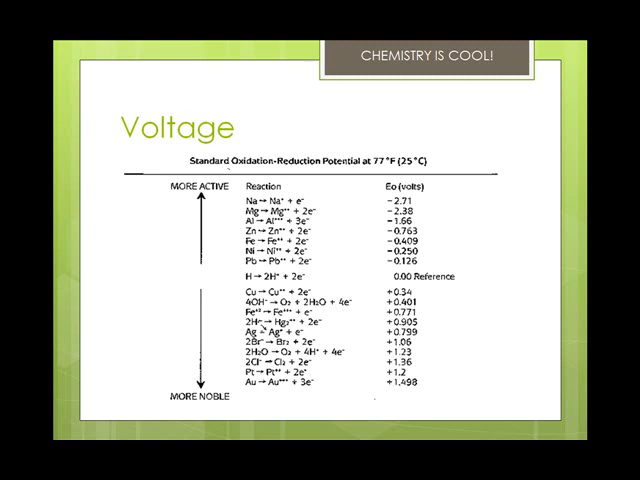 CHEMISTRY IS COOL!
Voltage
Standard Oxidation-Reduction Potential at 77°F (25°C)
MORE ACTIVE Reaction Eo (volts)
Na → Na⁺ + e⁻ −2.71
Mg → Mg⁺⁺ + 2e⁻ −2.38
Al → Al⁺⁺⁺ + 3e⁻ −1.66
Zn → Zn⁺⁺ + 2e⁻ −0.763
Fe → Fe⁺⁺ + 2e⁻ −0.409
Ni → Ni⁺⁺ + 2e⁻ −0.250
Pb → Pb⁺⁺ + 2e⁻ −0.126
H → 2H⁺ + 2e⁻ 0.00 Reference
Cu → Cu⁺⁺ + 2e⁻ +0.34
4OH⁻ → O₂ + 2H₂O + 4e⁻ +0.401
Fe⁺² → Fe⁺⁺⁺ + e⁻ +0.771
→ Hg₂⁺⁺ + 2e⁻ +0.905
Ag → Ag⁺ + e⁻ +0.799
2Br⁻ → Br₂ + 2e⁻ +1.06
2H₂O → O₂ + 4H⁺ + 4e⁻ +1.23
2Cl⁻ → Cl₂ + 2e⁻ +1.36
Pt → Pt⁺⁺ + 2e⁻ +1.2
Au → Au⁺⁺⁺ + 3e⁻ +1.498
MORE NOBLE